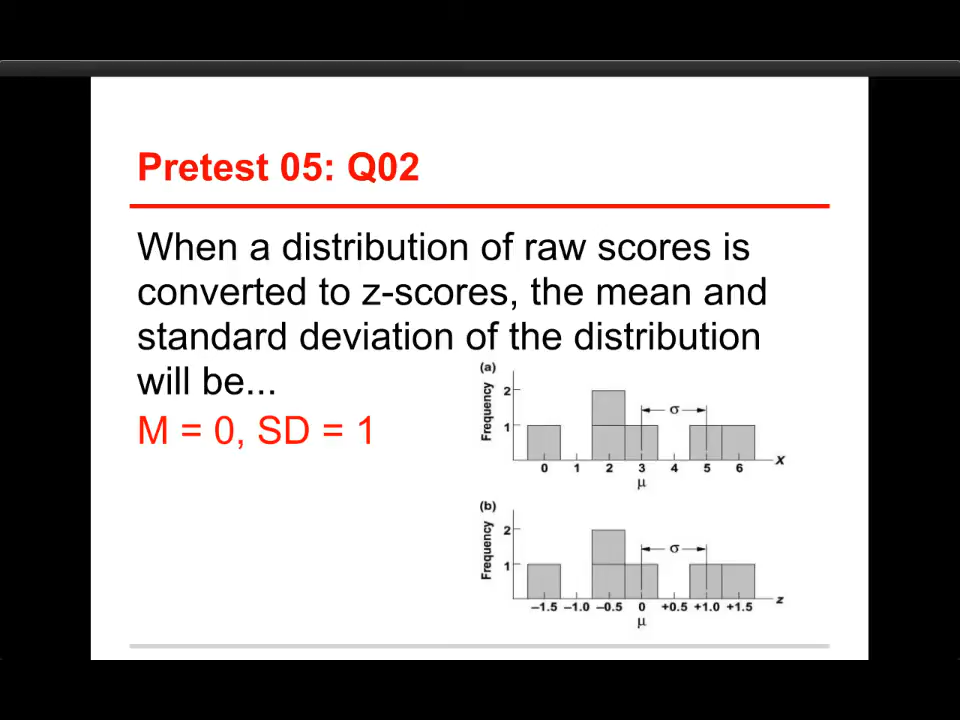 Pretest 05: Q02
When a distribution of raw scores is
converted to z-scores, the mean and
standard deviation of the distribution
will be...
M = 0, SD = 1
(a)
Frequency
2
1
σ
0 1 2 3 4 5 6 X
μ
(b)
Frequency
2
1
σ
–1.5 –1.0 –0.5 0 +0.5 +1.0 +1.5 z
μ